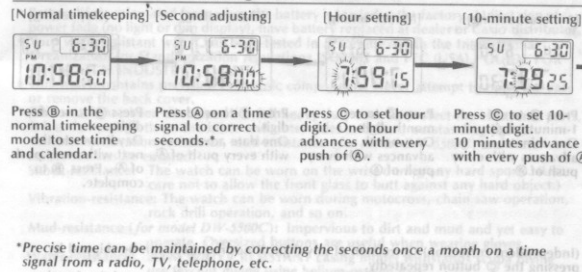 [Normal timekeeping] [Second adjusting] [Hour setting] [10-minute setting]
SU 6-30
PM
10:58 50
SU 6-30
PM
10:58 00
SU 6-30
7:59 15
SU 6-30
7:39 25
Press Ⓑ in the
normal timekeeping
mode to set time
and calendar.
Press Ⓐ on a time
signal to correct
seconds.*
Press Ⓒ to set hour
digit. One hour
advances with every
push of Ⓐ.
Press Ⓒ to set 10-
minute digit.
10 minutes advance
with every push of Ⓐ
*Precise time can be maintained by correcting the seconds once a month on a time
signal from a radio, TV, telephone, etc.